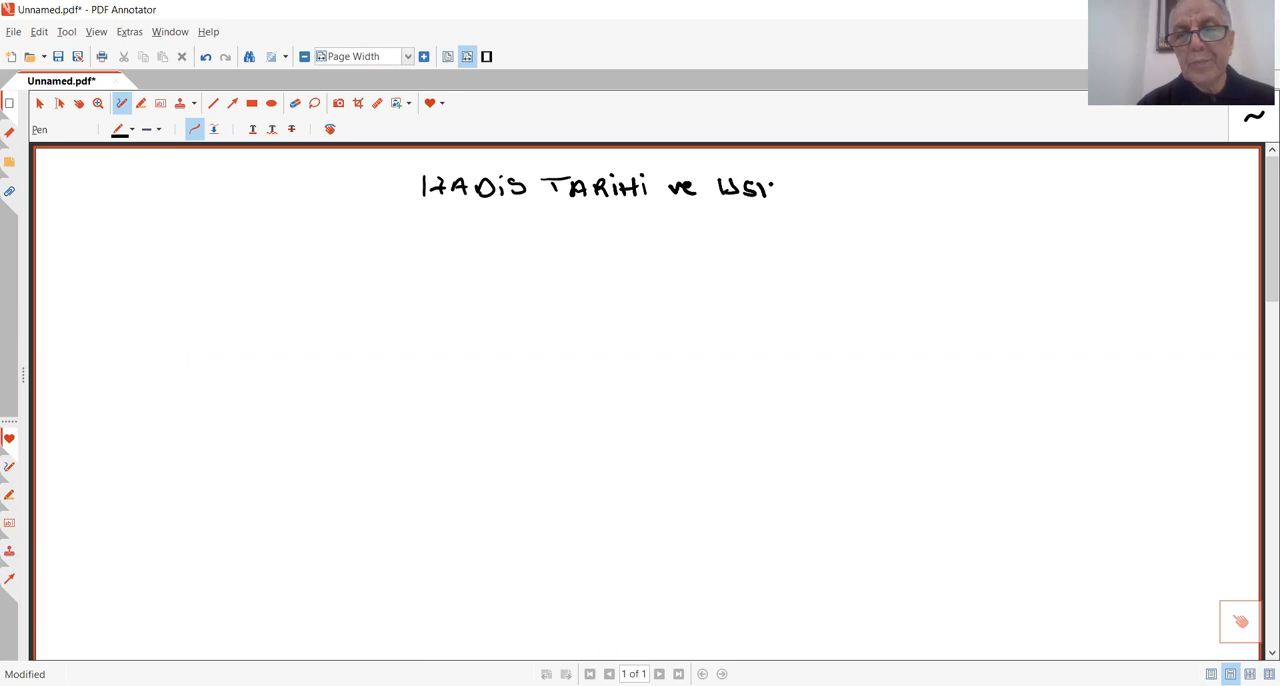 Unnamed.pdf* - PDF Annotator
File Edit Tool View Extras Window Help
Page Width
Unnamed.pdf*
Pen
HADİS TARİHİ ve
Modified
1 of 1